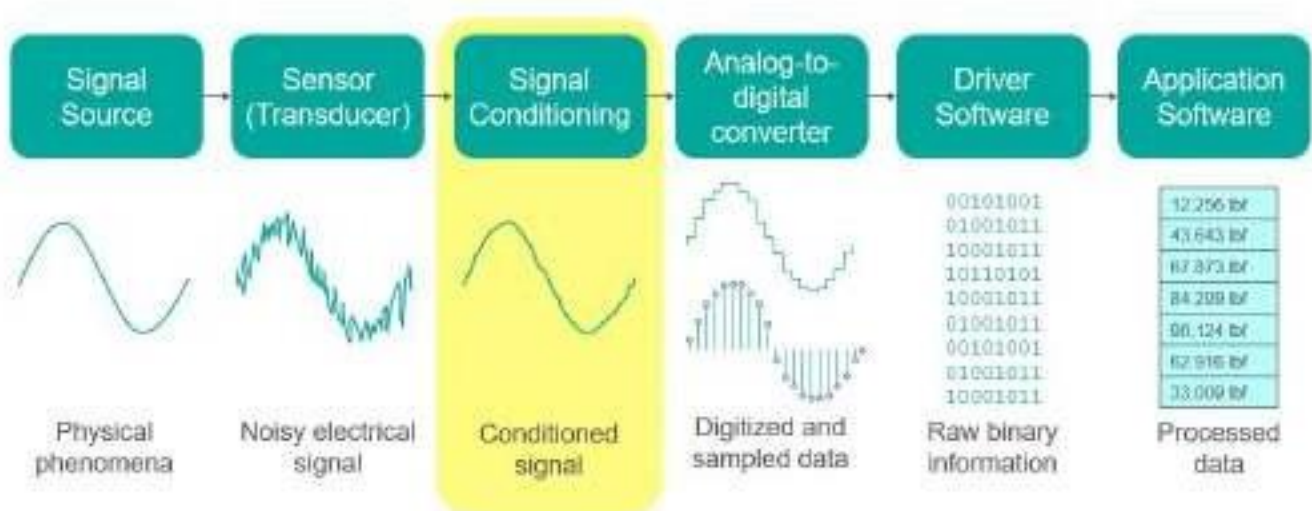 Signal
Source
Sensor
(Transducer)
Signal
Conditioning
Analog-to-
digital
converter
Driver
Software
Application
Software
00101001
01001011
10001011
10110101
10001011
01001011
00101001
01001011
10001011
12.256 lbf
43.643 lbf
67.873 lbf
84.299 lbf
96.124 lbf
62.916 lbf
33.009 lbf
Physical
phenomena
Noisy electrical
signal
Conditioned
signal
Digitized and
sampled data
Raw binary
information
Processed
data